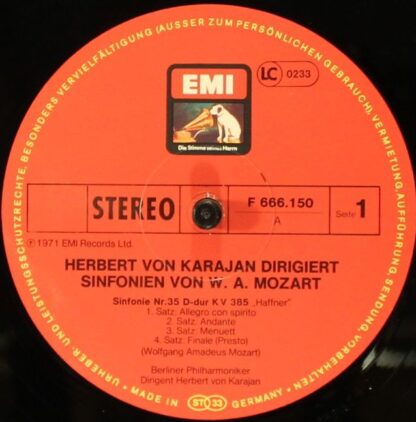 URHEBER- UND LEISTUNGSSCHUTZRECHTE, BESONDERS VERVIELFÄLTIGUNG (AUSSER ZUM PERSÖNLICHEN GEBRAUCH), VERMIETUNG, AUFFÜHRUNG, SENDUNG VORBEHALTEN
EMI
LC 0233
Die Stimme seines Herrn
STEREO
F 666.150
A
Seite 1
Ⓟ 1971 EMI Records Ltd.
HERBERT VON KARAJAN DIRIGIERT
SINFONIEN VON W. A. MOZART
Sinfonie Nr.35 D-dur KV 385 „Haffner"
1. Satz: Allegro con spirito
2. Satz: Andante
3. Satz: Menuett
4. Satz: Finale (Presto)
(Wolfgang Amadeus Mozart)
Berliner Philharmoniker
Dirigent Herbert von Karajan
MADE IN GERMANY
ST 33